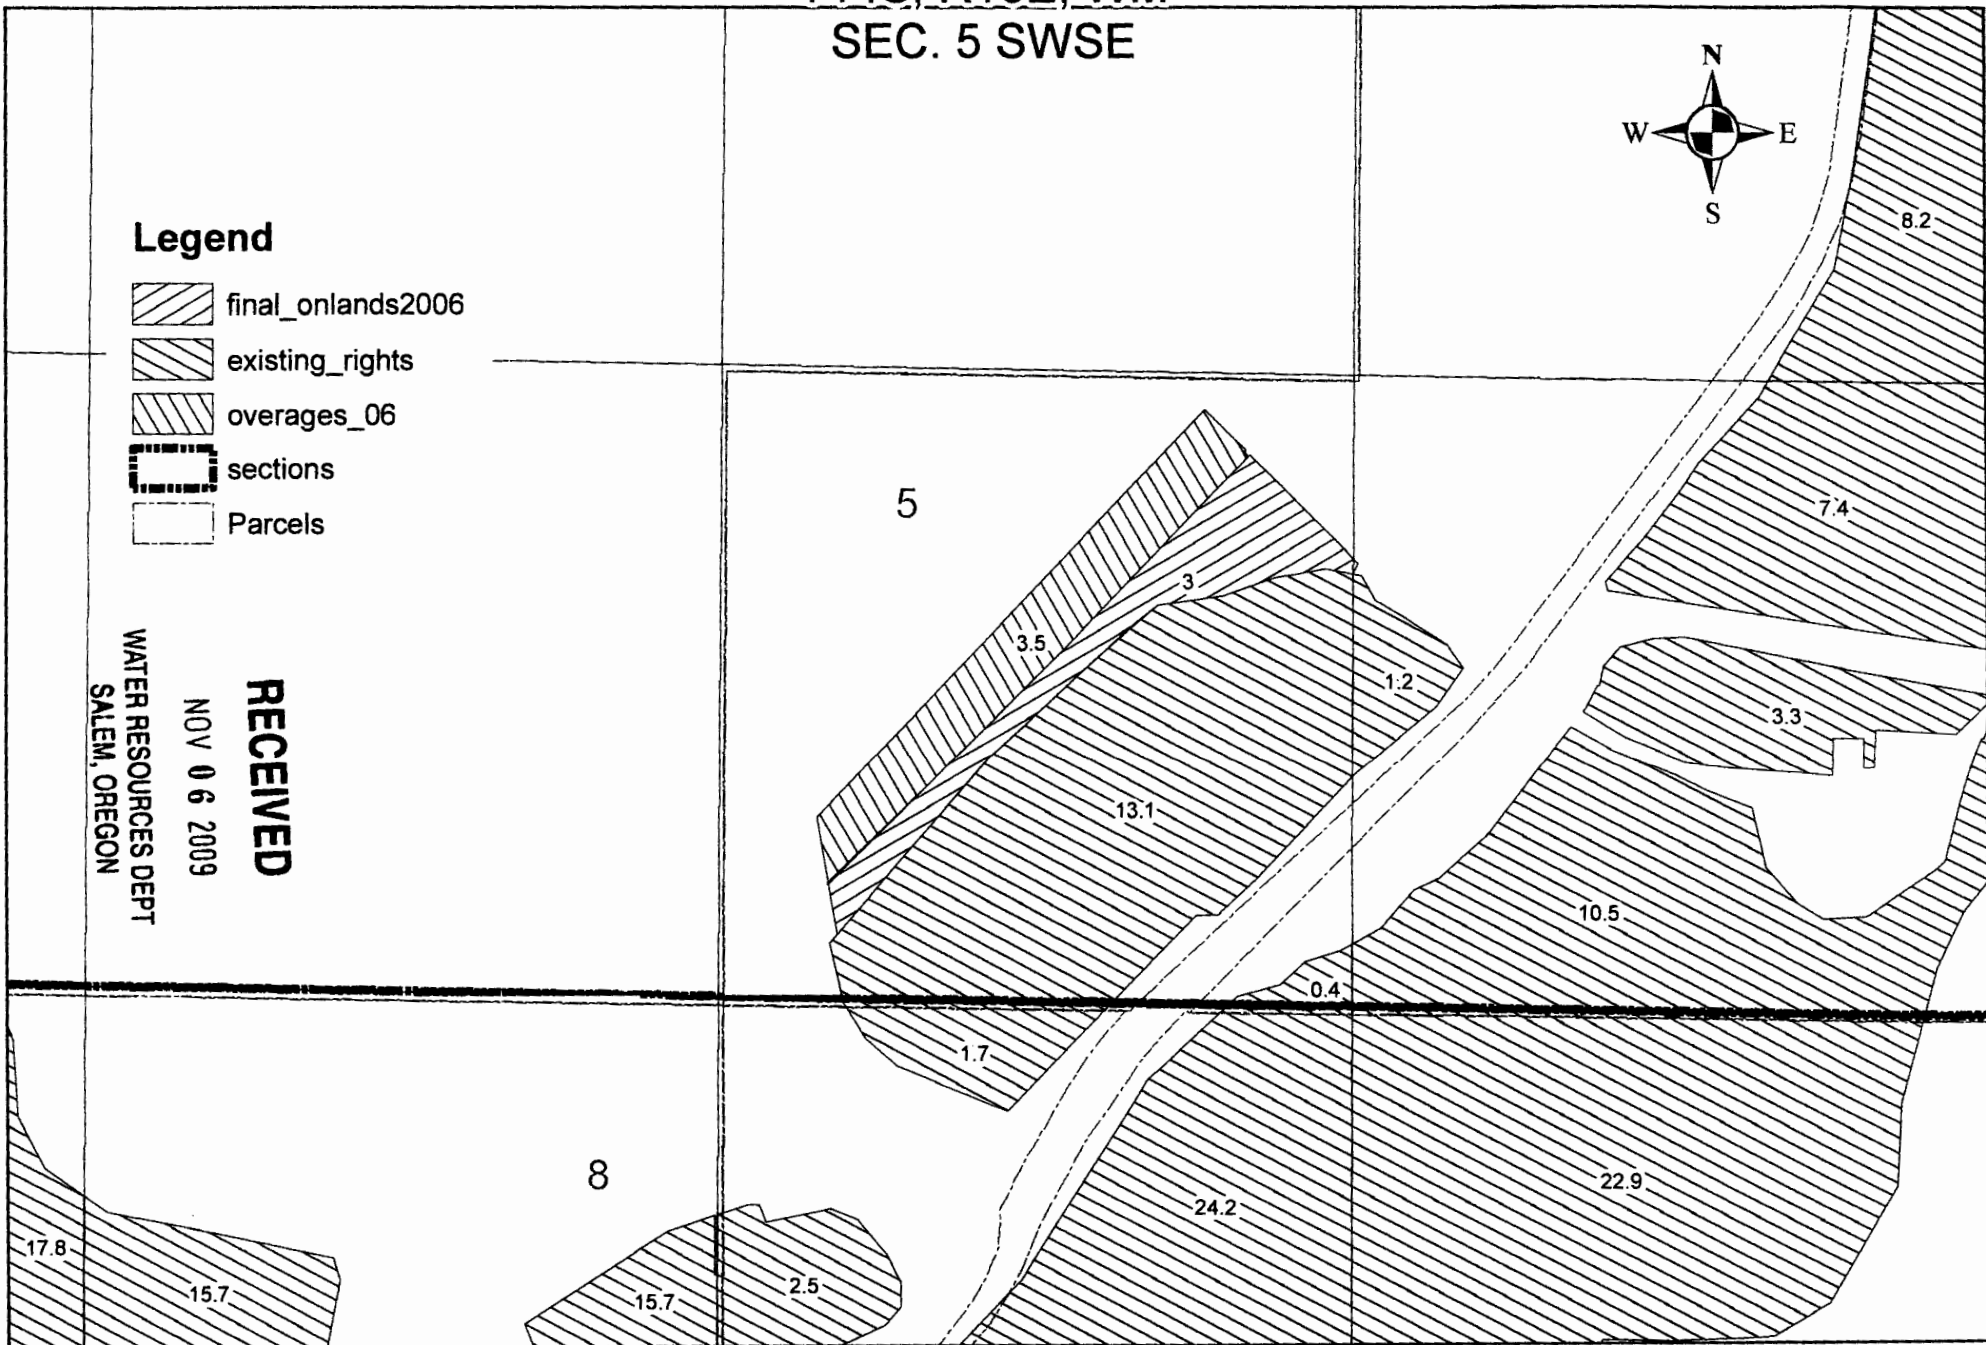 SEC. 5 SWSE
N
W E
S
8.2
Legend
final_onlands2006
existing_rights
overages_06
sections
Parcels
5
7.4
3
3.5
1.2
3.3
13.1
10.5
0.4
1.7
8
22.9
24.2
17.8
15.7
15.7
2.5
RECEIVED
NOV 06 2009
WATER RESOURCES DEPT
SALEM, OREGON